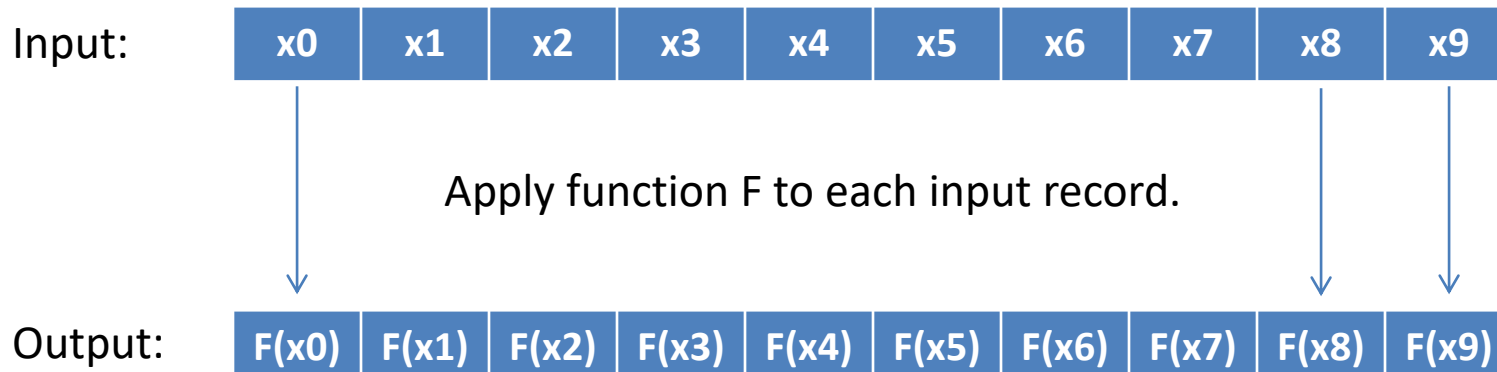 Input: x0 x1 x2 x3 x4 x5 x6 x7 x8 x9
Apply function F to each input record.
Output: F(x0) F(x1) F(x2) F(x3) F(x4) F(x5) F(x6) F(x7) F(x8) F(x9)